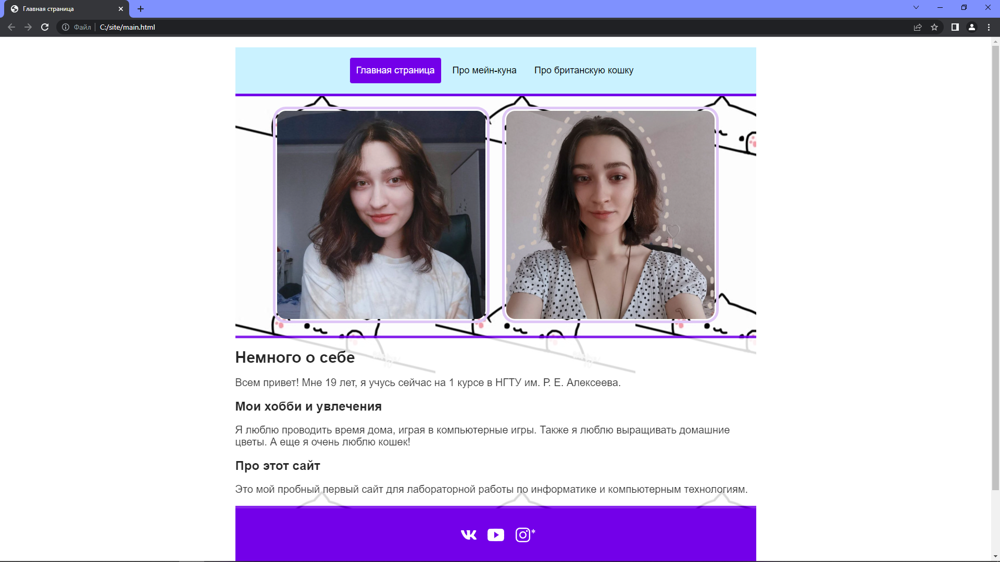 Главная страница
Файл
C:/site/main.html
Главная страница
Про мейн-куна
Про британскую кошку
Немного о себе
Всем привет! Мне 19 лет, я учусь сейчас на 1 курсе в НГТУ им. Р. Е. Алексеева.
Мои хобби и увлечения
Я люблю проводить время дома, играя в компьютерные игры. Также я люблю выращивать домашние
цветы. А еще я очень люблю кошек!
Про этот сайт
Это мой пробный первый сайт для лабораторной работы по информатике и компьютерным технологиям.
*